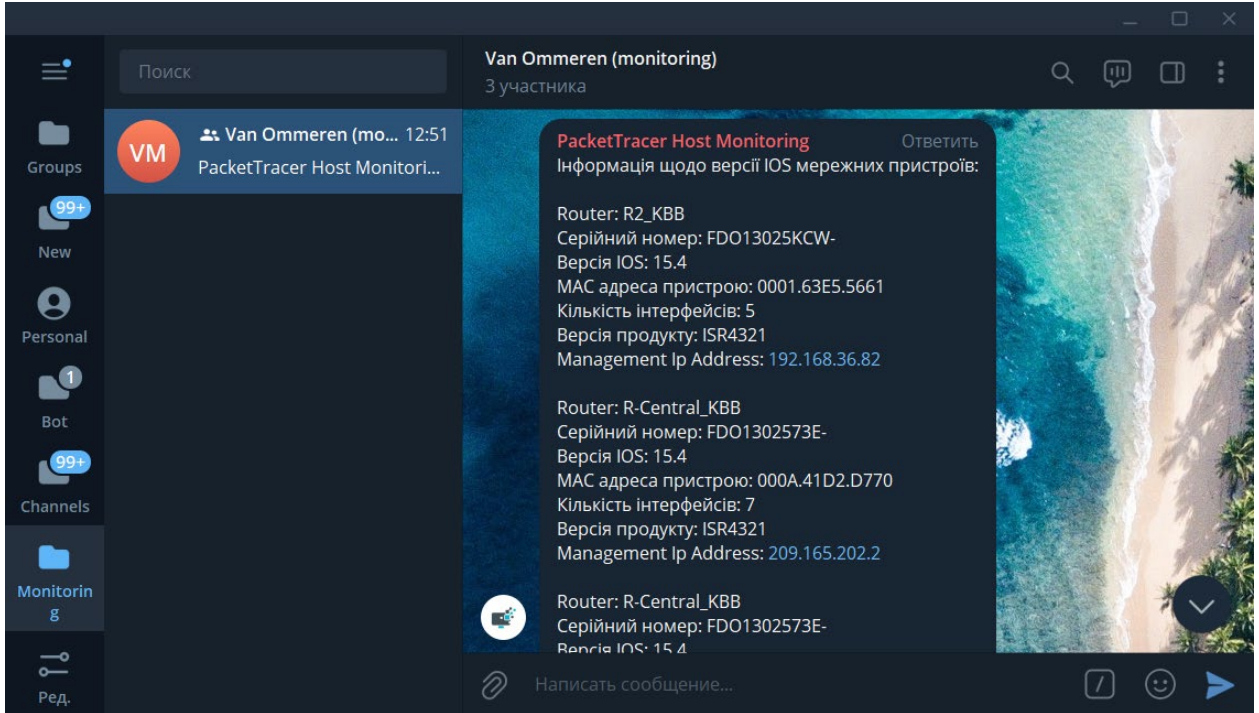 Поиск
Van Ommeren (monitoring)
3 участника
Groups
99+
New
Personal
1
Bot
99+
Channels
Monitorin
g
Ред.
VM
Van Ommeren (mo... 12:51
PacketTracer Host Monitori...
PacketTracer Host Monitoring Ответить
Інформація щодо версії IOS мережних пристроїв:
Router: R2_KBB
Серійний номер: FDO13025KCW-
Версія IOS: 15.4
MAC адреса пристрою: 0001.63E5.5661
Кількість інтерфейсів: 5
Версія продукту: ISR4321
Management Ip Address: 192.168.36.82
Router: R-Central_KBB
Серійний номер: FDO1302573E-
Версія IOS: 15.4
MAC адреса пристрою: 000A.41D2.D770
Кількість інтерфейсів: 7
Версія продукту: ISR4321
Management Ip Address: 209.165.202.2
Router: R-Central_KBB
Серійний номер: FDO1302573E-
Версія IOS: 15.4
Написать сообщение...